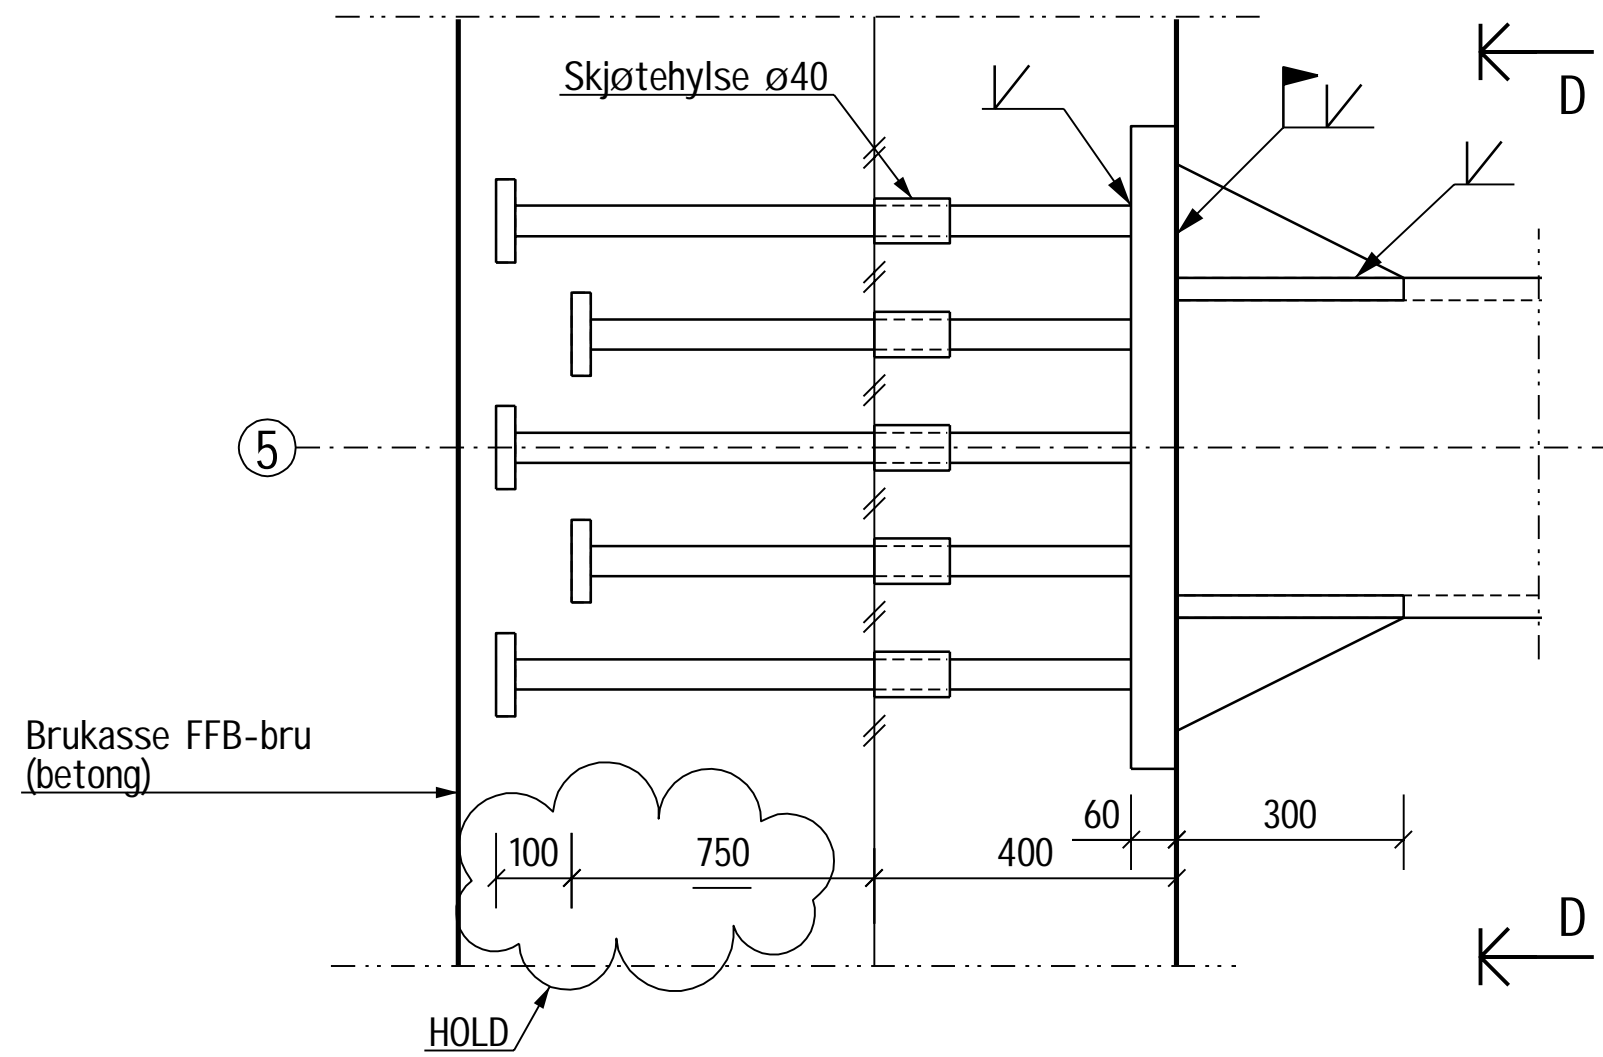 Skjøtehylse ø40
D
5
Brukasse FFB-bru
(betong)
60
300
100
750
400
D
HOLD